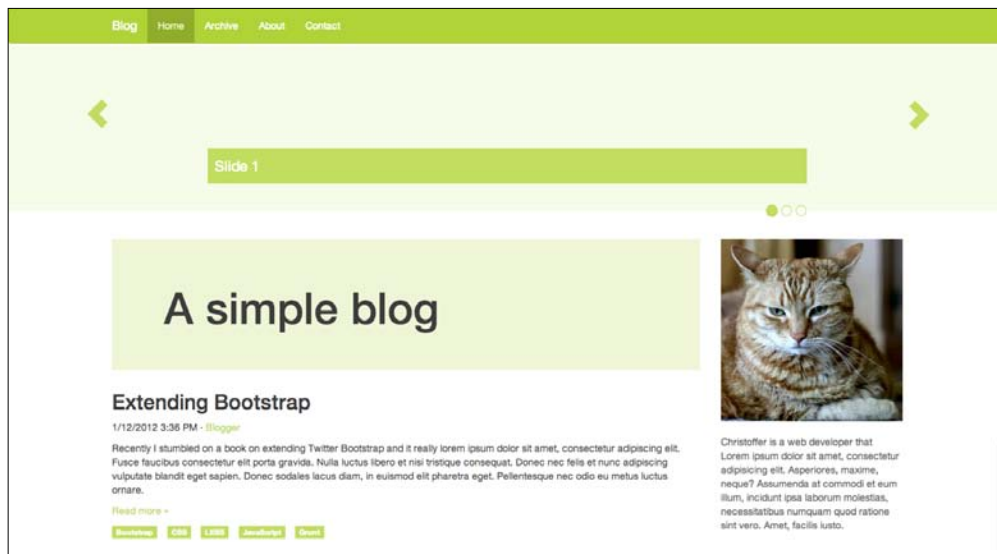 Blog Home Archive About Contact
Slide 1
A simple blog
Extending Bootstrap
1/12/2012 3:36 PM - Blogger
Recently I stumbled on a book on extending Twitter Bootstrap and it really lorem ipsum dolor sit amet, consectetur adipiscing elit.
Fusce faucibus consectetur elit porta gravida. Nulla luctus libero et nisi tristique consequat. Donec nec felis et nunc adipiscing
vulputate blandit eget sapien. Donec sodales lacus diam, in euismod elit pharetra eget. Pellentesque nec odio eu metus luctus
ornare.
Read more »
Bootstrap CSS LESS JavaScript Grunt
Christoffer is a web developer that
Lorem ipsum dolor sit amet, consectetur
adipisicing elit. Asperiores, maxime,
neque? Assumenda at commodi et eum
illum, incidunt ipsa laborum molestias,
necessitatibus numquam quod ratione
sint vero. Amet, facilis iusto.